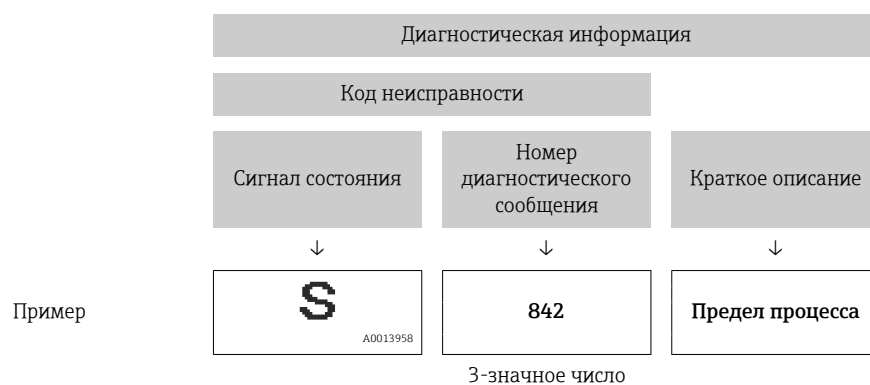 Диагностическая информация
Код неисправности
Сигнал состояния
Номер
диагностического
сообщения
Краткое описание
↓ ↓ ↓
Пример
S
A0013958
842
Предел процесса
3-значное число